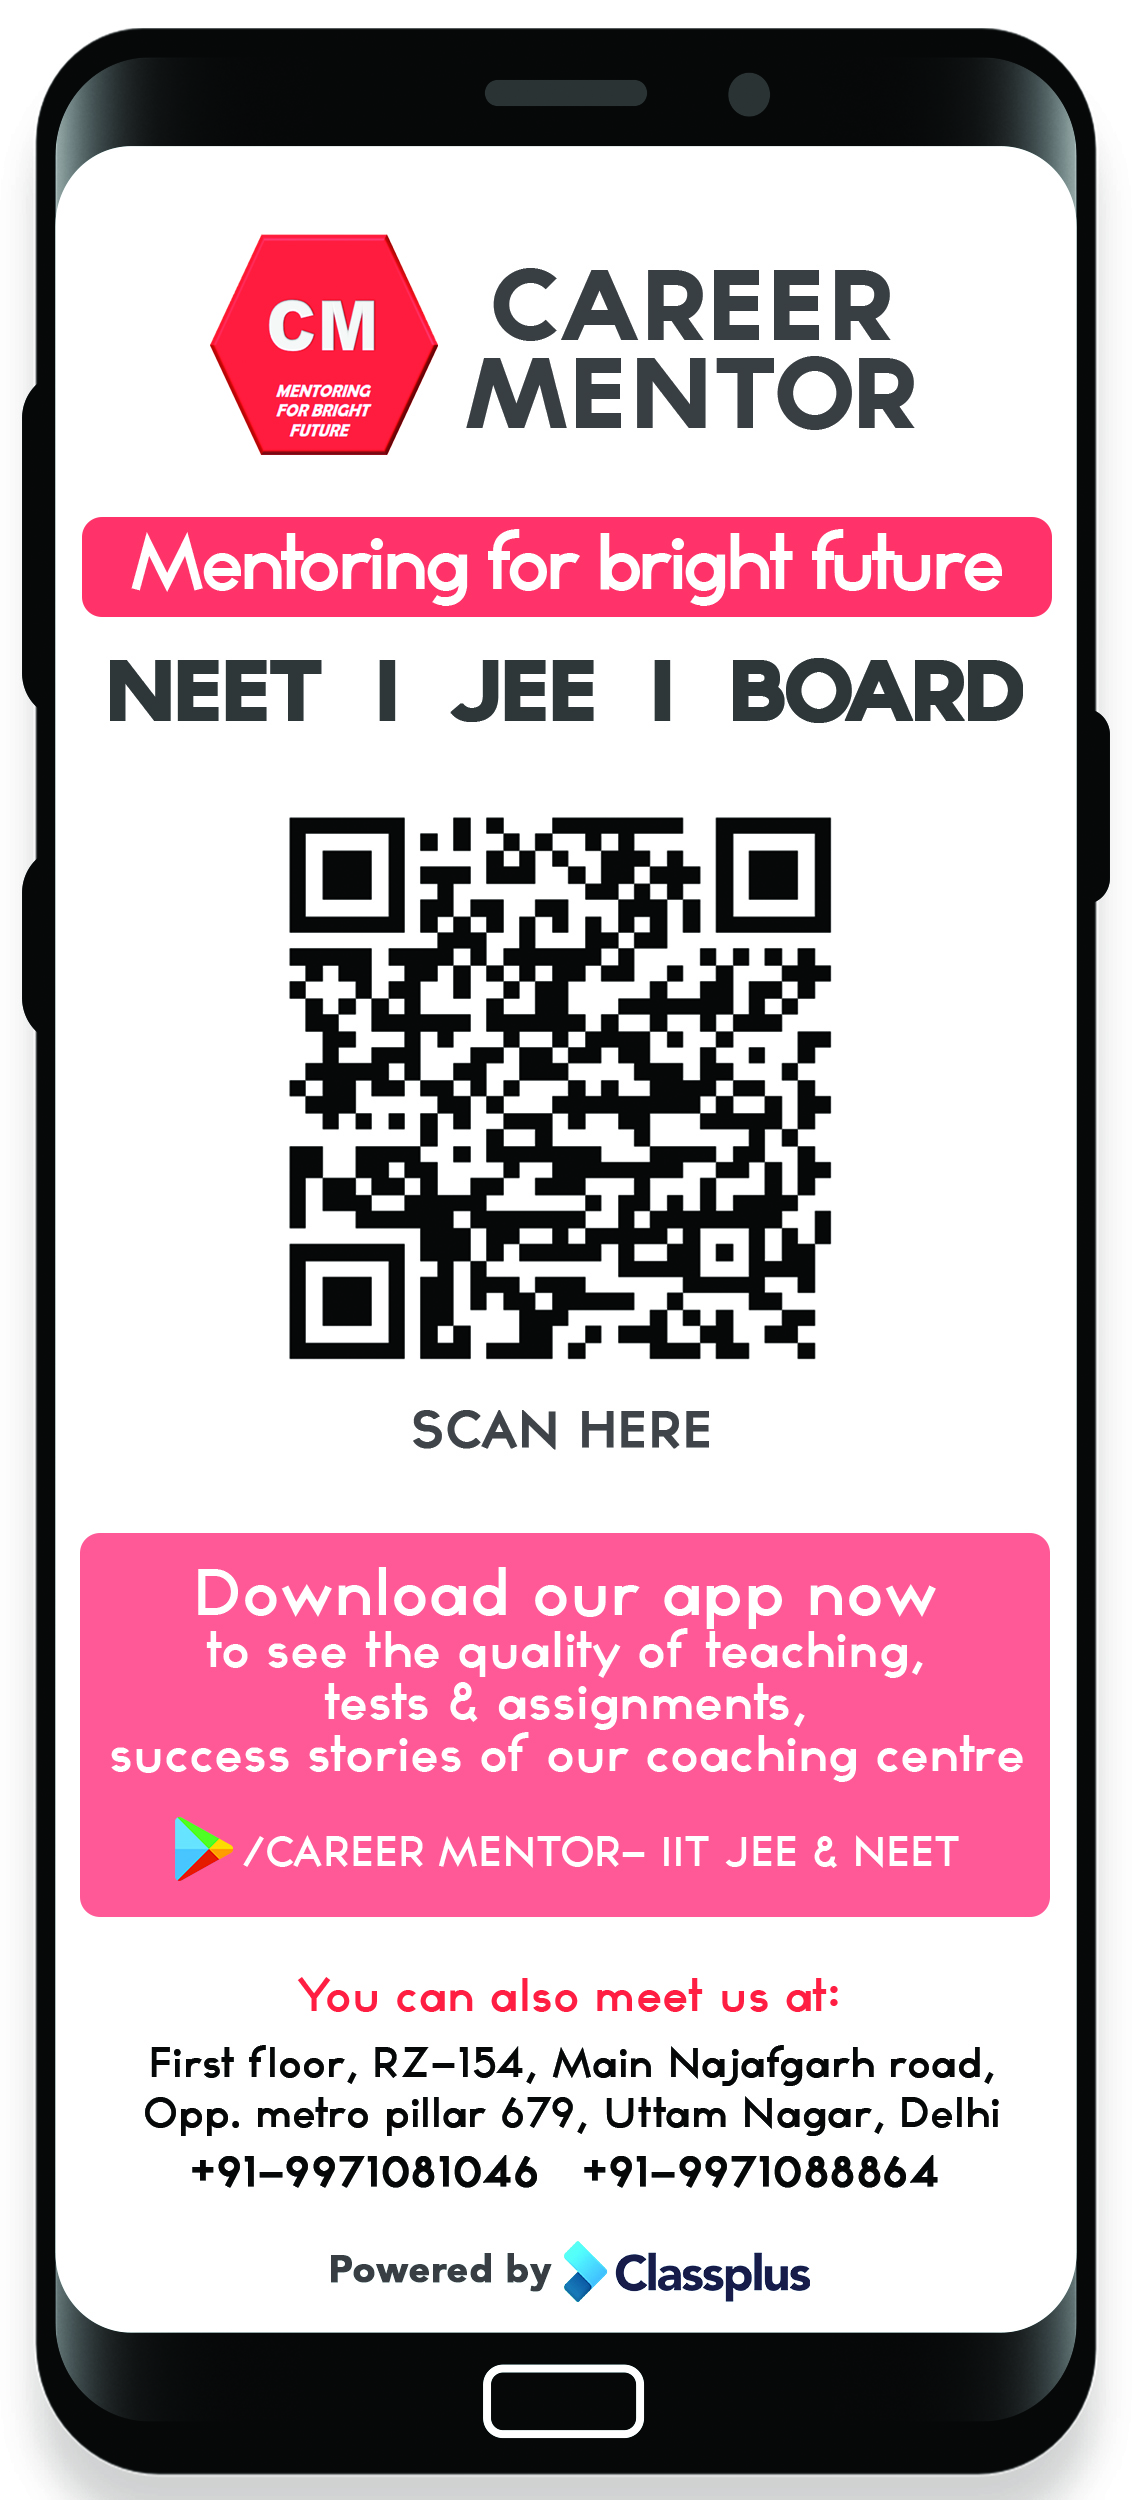 CM
MENTORING
FOR BRIGHT
FUTURE
CAREER
MENTOR
Mentoring for bright future
NEET | JEE | BOARD
SCAN HERE
Download our app now
to see the quality of teaching,
tests & assignments,
success stories of our coaching centre
/CAREER MENTOR- IIT JEE & NEET
You can also meet us at:
First floor, RZ-154, Main Najafgarh road,
Opp. metro pillar 679, Uttam Nagar, Delhi
+91-9971081046 +91-9971088864
Powered by Classplus